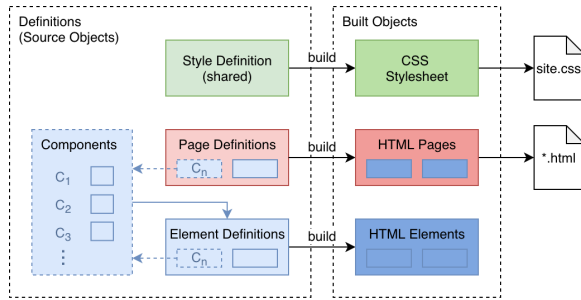 Definitions
(Source Objects)
Built Objects
Style Definition
(shared)
build
CSS
Stylesheet
site.css
Components
C1
C2
C3
⋮
Page Definitions
Cn
build
HTML Pages
*.html
Element Definitions
Cn
build
HTML Elements